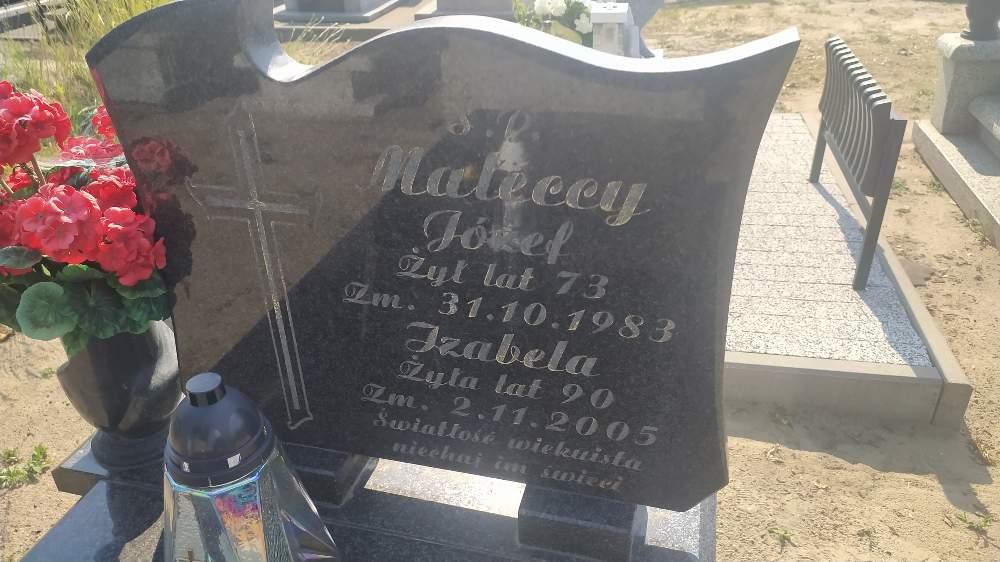 Ś. P.
Maleccy
Józef
Żył lat 73
Zm. 31.10.1983
Izabela
Żyła lat 90
Zm. 2.11.2005
Światłość wiekuista
niechaj im świeci